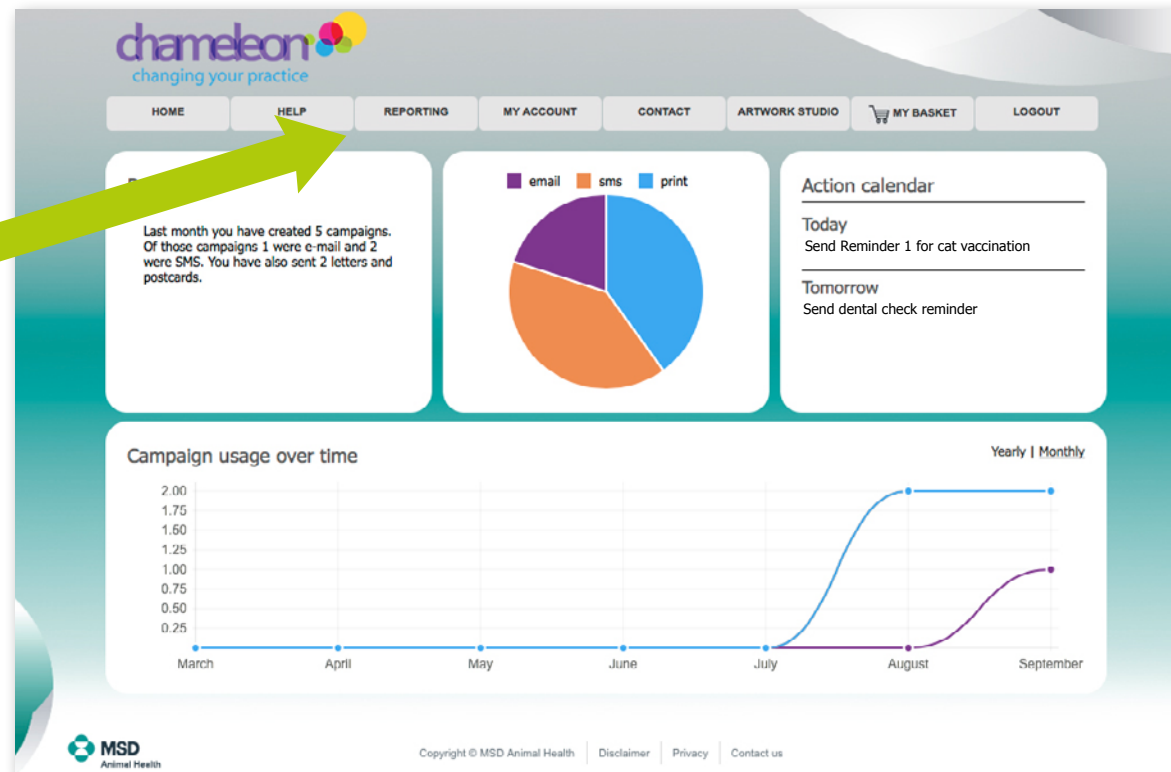 chameleon
changing your practice
HOME
HELP
REPORTING
MY ACCOUNT
CONTACT
ARTWORK STUDIO
MY BASKET
LOGOUT
Last month you have created 5 campaigns.
Of those campaigns 1 were e-mail and 2
were SMS. You have also sent 2 letters and
postcards.
email sms print
Action calendar
Today
Send Reminder 1 for cat vaccination
Tomorrow
Send dental check reminder
Campaign usage over time
Yearly | Monthly
2.00
1.75
1.50
1.25
1.00
0.75
0.50
0.25
March April May June July August September
MSD
Animal Health
Copyright © MSD Animal Health | Disclaimer | Privacy | Contact us